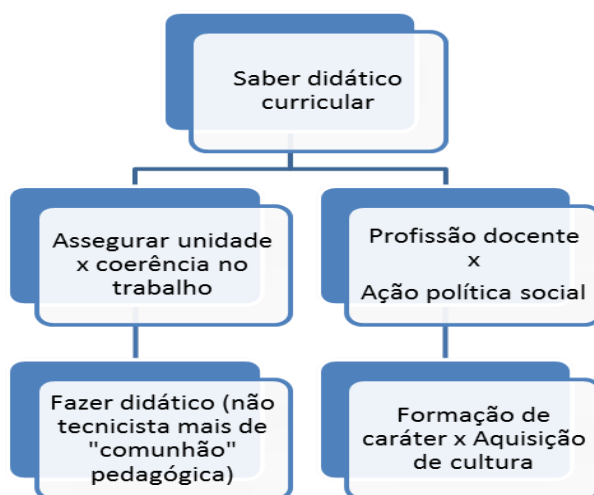 Saber didático
curricular
Assegurar unidade
x coerência no
trabalho
Profissão docente
x
Ação política social
Fazer didático (não
tecnicista mais de
"comunhão"
pedagógica)
Formação de
caráter x Aquisição
de cultura